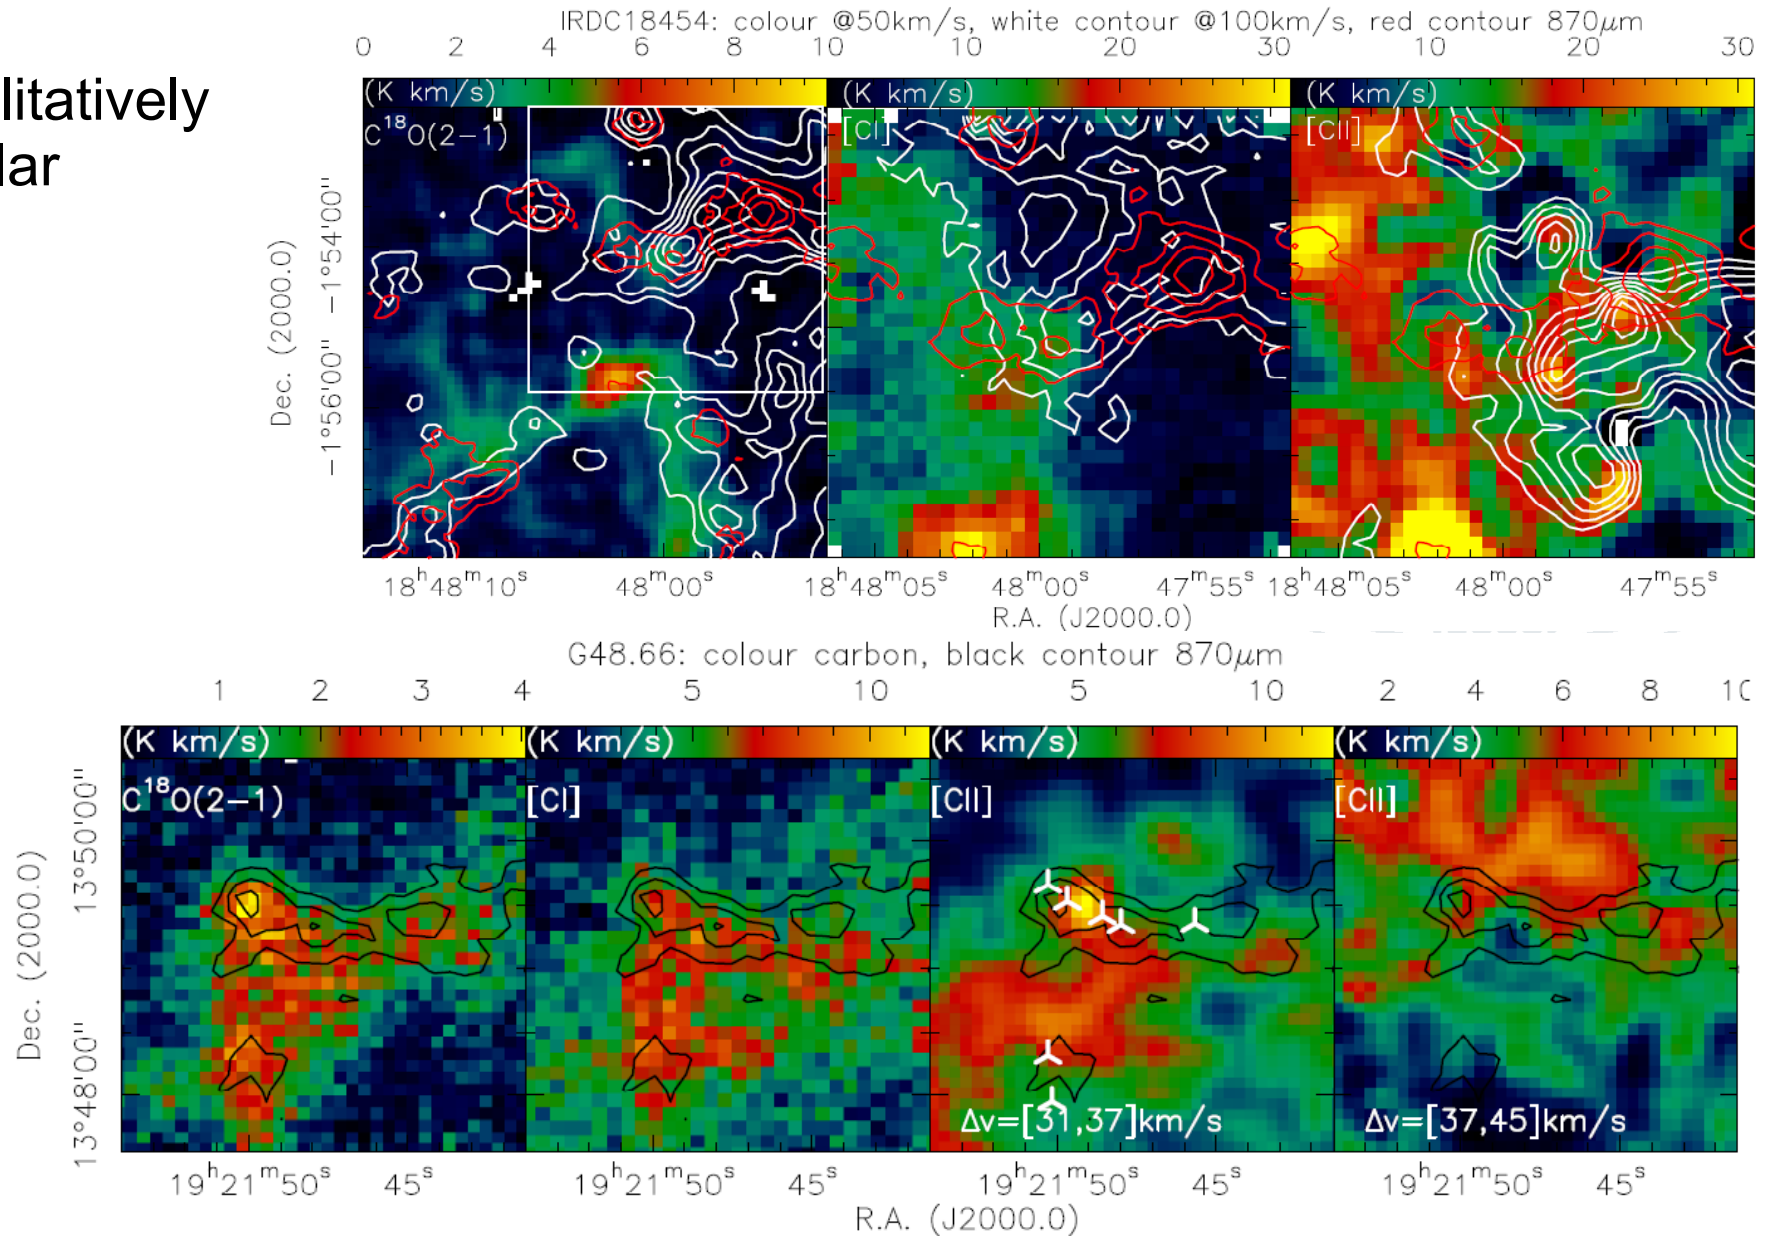 litatively
lar
IRDC18454: colour @50km/s, white contour @100km/s, red contour 870μm
0 2 4 6 8 10 10 20 30 10 20 30
(K km/s) (K km/s) (K km/s)
C¹⁸O(2−1) [CI] [CII]
Dec. (2000.0)
−1°54'00"
−1°56'00"
18ʰ48ᵐ10ˢ 48ᵐ00ˢ 18ʰ48ᵐ05ˢ 48ᵐ00ˢ 47ᵐ55ˢ 18ʰ48ᵐ05ˢ 48ᵐ00ˢ 47ᵐ55ˢ
R.A. (J2000.0)
G48.66: colour carbon, black contour 870μm
1 2 3 4 5 10 5 10 2 4 6 8 10
(K km/s) (K km/s) (K km/s) (K km/s)
C¹⁸O(2−1) [CI] [CII] [CII]
Dec. (2000.0)
13°50'00"
13°48'00"
Δv=[31,37]km/s Δv=[37,45]km/s
19ʰ21ᵐ50ˢ 45ˢ 19ʰ21ᵐ50ˢ 45ˢ 19ʰ21ᵐ50ˢ 45ˢ 19ʰ21ᵐ50ˢ 45ˢ
R.A. (J2000.0)